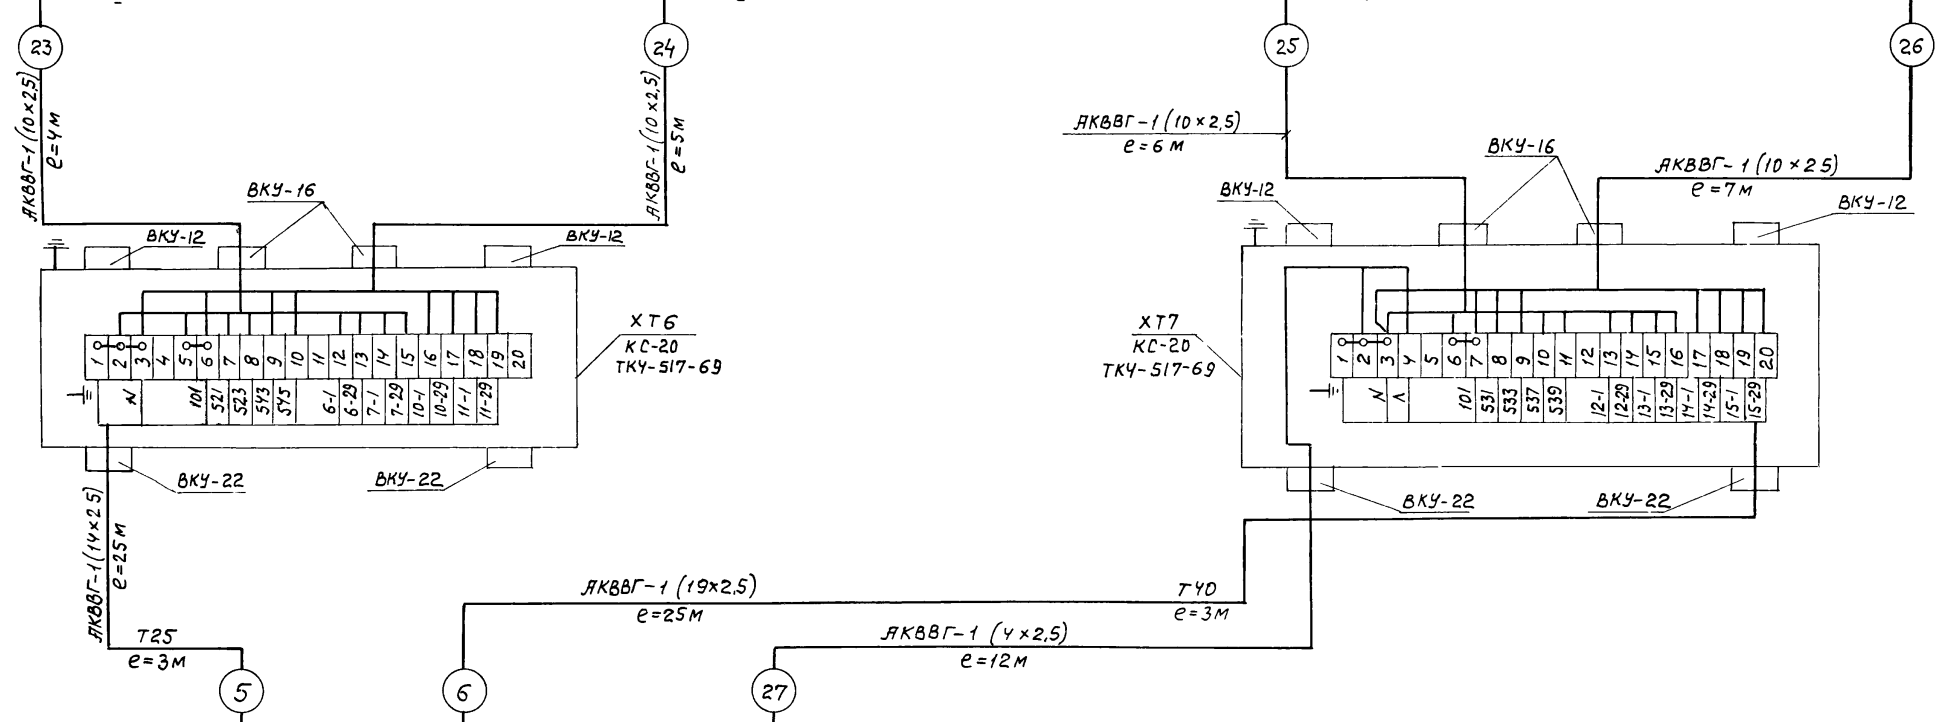 23
24
25
26
АКВВГ-1 (10×2,5)
e=4м
АКВВГ-1 (10×2,5)
e=5м
АКВВГ-1 (10×2,5)
e=6м
АКВВГ-1 (10×2 5)
e=7м
ВКУ-12
ВКУ-16
ВКУ-12
ВКУ-12
ВКУ-16
ВКУ-12
1 2 3 4 5 6 7 8 9 10 11 12 13 14 15 16 17 18 19 20
N 101 521 523 543 545 6-1 6-29 7-1 7-29 10-1 10-29 11-1 11-29
ХТ6
КС-20
ТКЧ-517-69
ХТ7
КС-20
ТКЧ-517-69
1 2 3 4 5 6 7 8 9 10 11 12 13 14 15 16 17 18 19 20
N Л 101 531 533 537 539 12-1 12-29 13-1 13-29 14-1 14-29 15-1 15-29
ВКУ-22
ВКУ-22
ВКУ-22
ВКУ-22
АКВВГ-1 (14×2 5)
e=25м
Т25
e=3м
АКВВГ-1 (19×2,5)
e=25м
Т40
e=3м
АКВВГ-1 (4×2,5)
e=12м
5
6
27